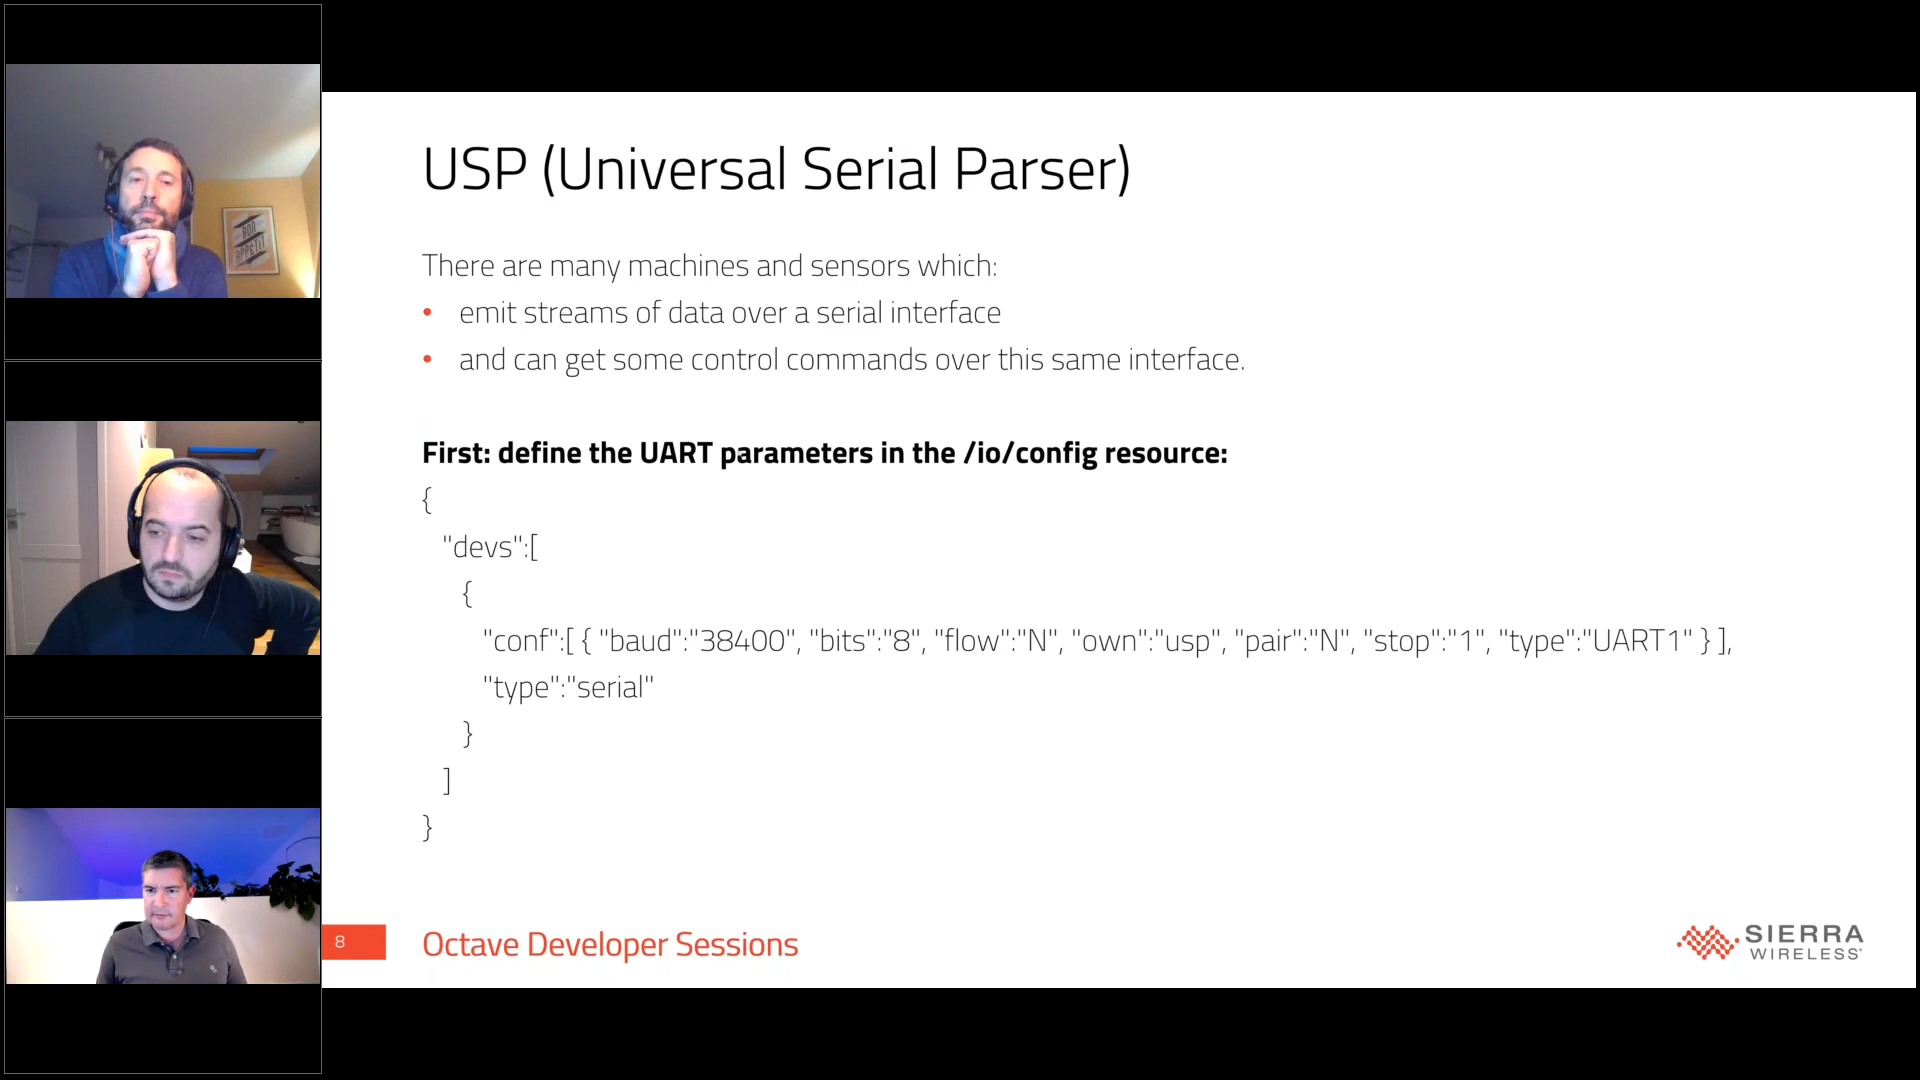 BON
APPETIT
USP (Universal Serial Parser)
There are many machines and sensors which:
• emit streams of data over a serial interface
• and can get some control commands over this same interface.
First: define the UART parameters in the /io/config resource:
{
"devs":[
{
"conf":[ { "baud":"38400", "bits":"8", "flow":"N", "own":"usp", "pair":"N", "stop":"1", "type":"UART1" } ],
"type":"serial"
}
]
}
8
Octave Developer Sessions
SIERRA
WIRELESS